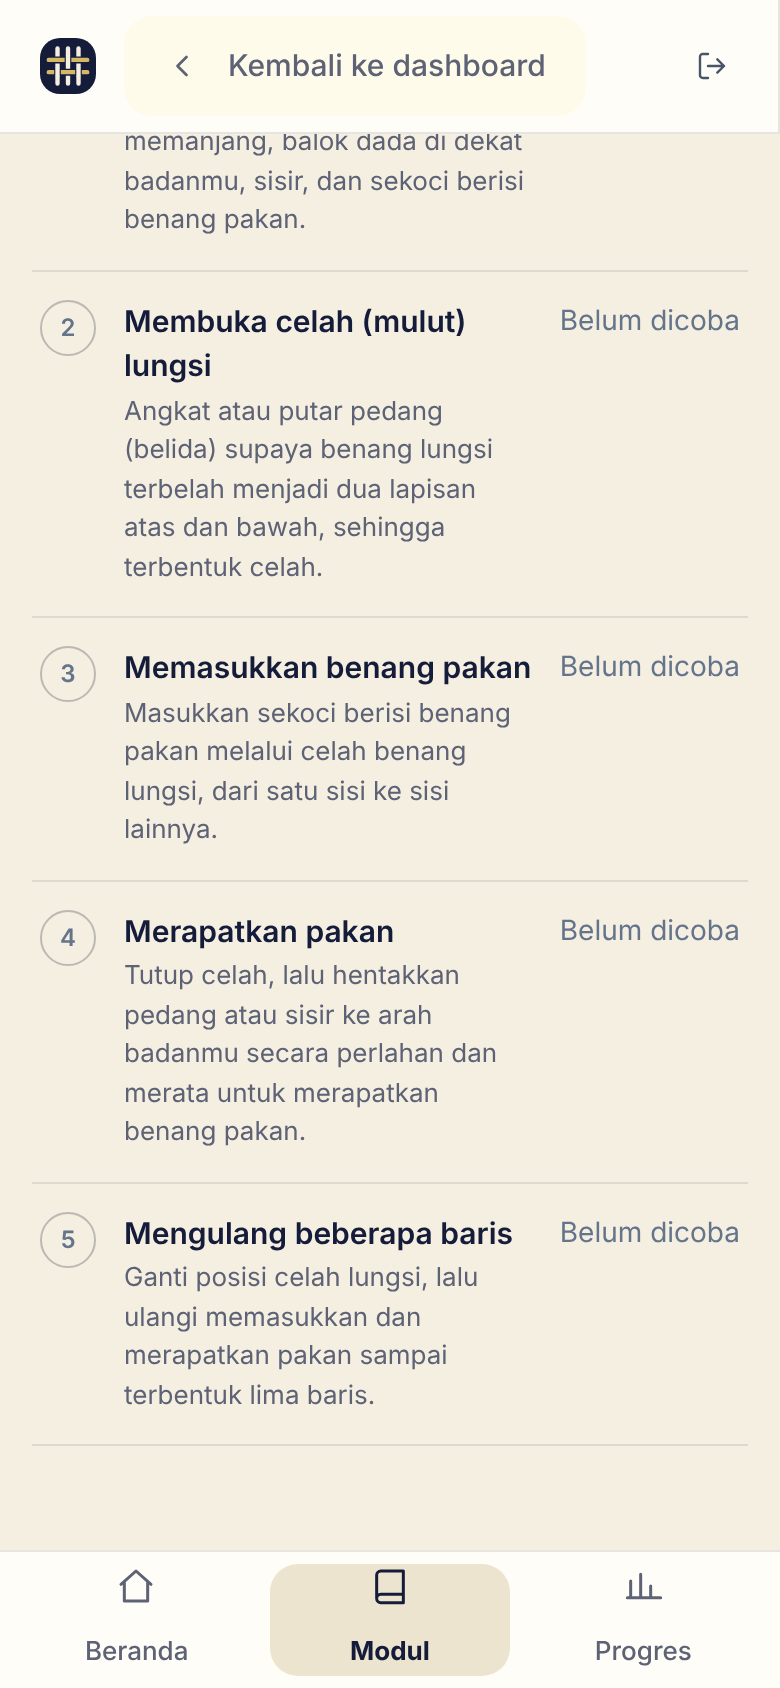 Kembali ke dashboard
memanjang, balok dada di dekat
badanmu, sisir, dan sekoci berisi
benang pakan.
2
Membuka celah (mulut)
lungsi
Belum dicoba
Angkat atau putar pedang
(belida) supaya benang lungsi
terbelah menjadi dua lapisan
atas dan bawah, sehingga
terbentuk celah.
3
Memasukkan benang pakan
Belum dicoba
Masukkan sekoci berisi benang
pakan melalui celah benang
lungsi, dari satu sisi ke sisi
lainnya.
4
Merapatkan pakan
Belum dicoba
Tutup celah, lalu hentakkan
pedang atau sisir ke arah
badanmu secara perlahan dan
merata untuk merapatkan
benang pakan.
5
Mengulang beberapa baris
Belum dicoba
Ganti posisi celah lungsi, lalu
ulangi memasukkan dan
merapatkan pakan sampai
terbentuk lima baris.
Beranda
Modul
Progres